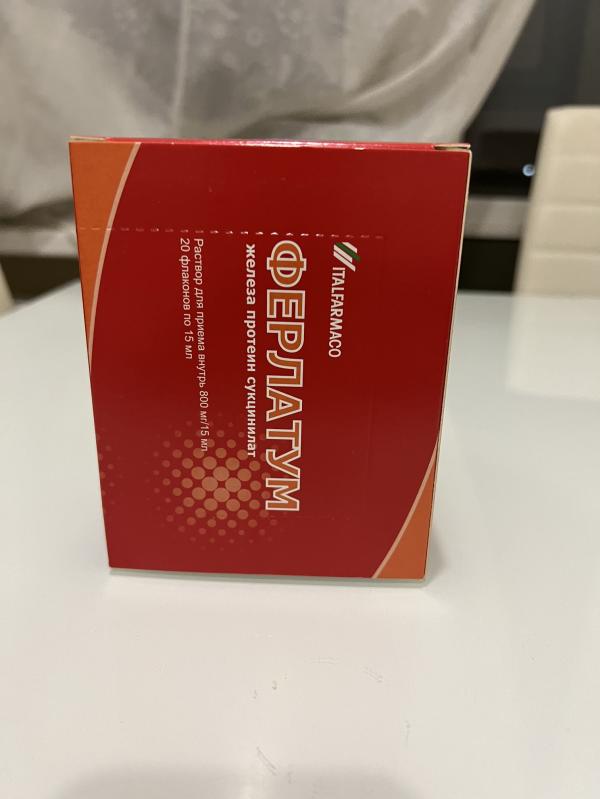 ITALFARMACO
ФЕРЛАТУМ
железа протеин сукцинилат
Раствор для приема внутрь 800 мг/15 мл
20 флаконов по 15 мл